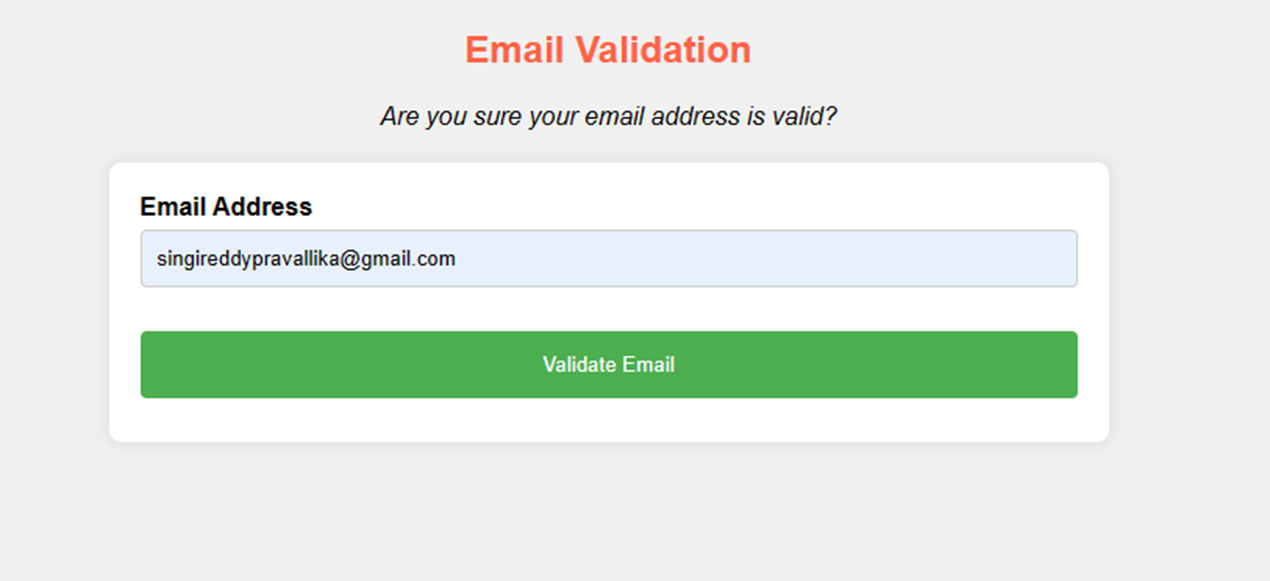 Email Validation
Are you sure your email address is valid?
Email Address
singireddypravallika@gmail.com
Validate Email